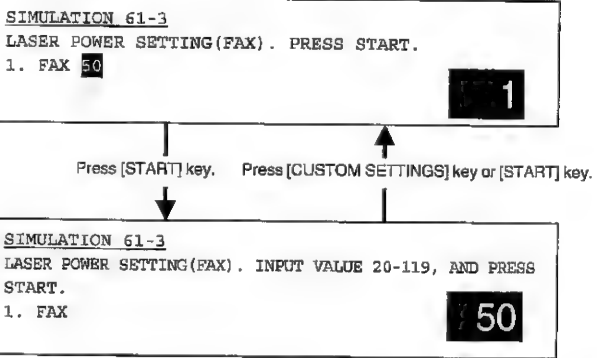 SIMULATION 61-3
LASER POWER SETTING(FAX). PRESS START.
1. FAX 50
1
Press [START] key. Press [CUSTOM SETTINGS] key or [START] key.
SIMULATION 61-3
LASER POWER SETTING(FAX). INPUT VALUE 20-119, AND PRESS
START.
1. FAX
50